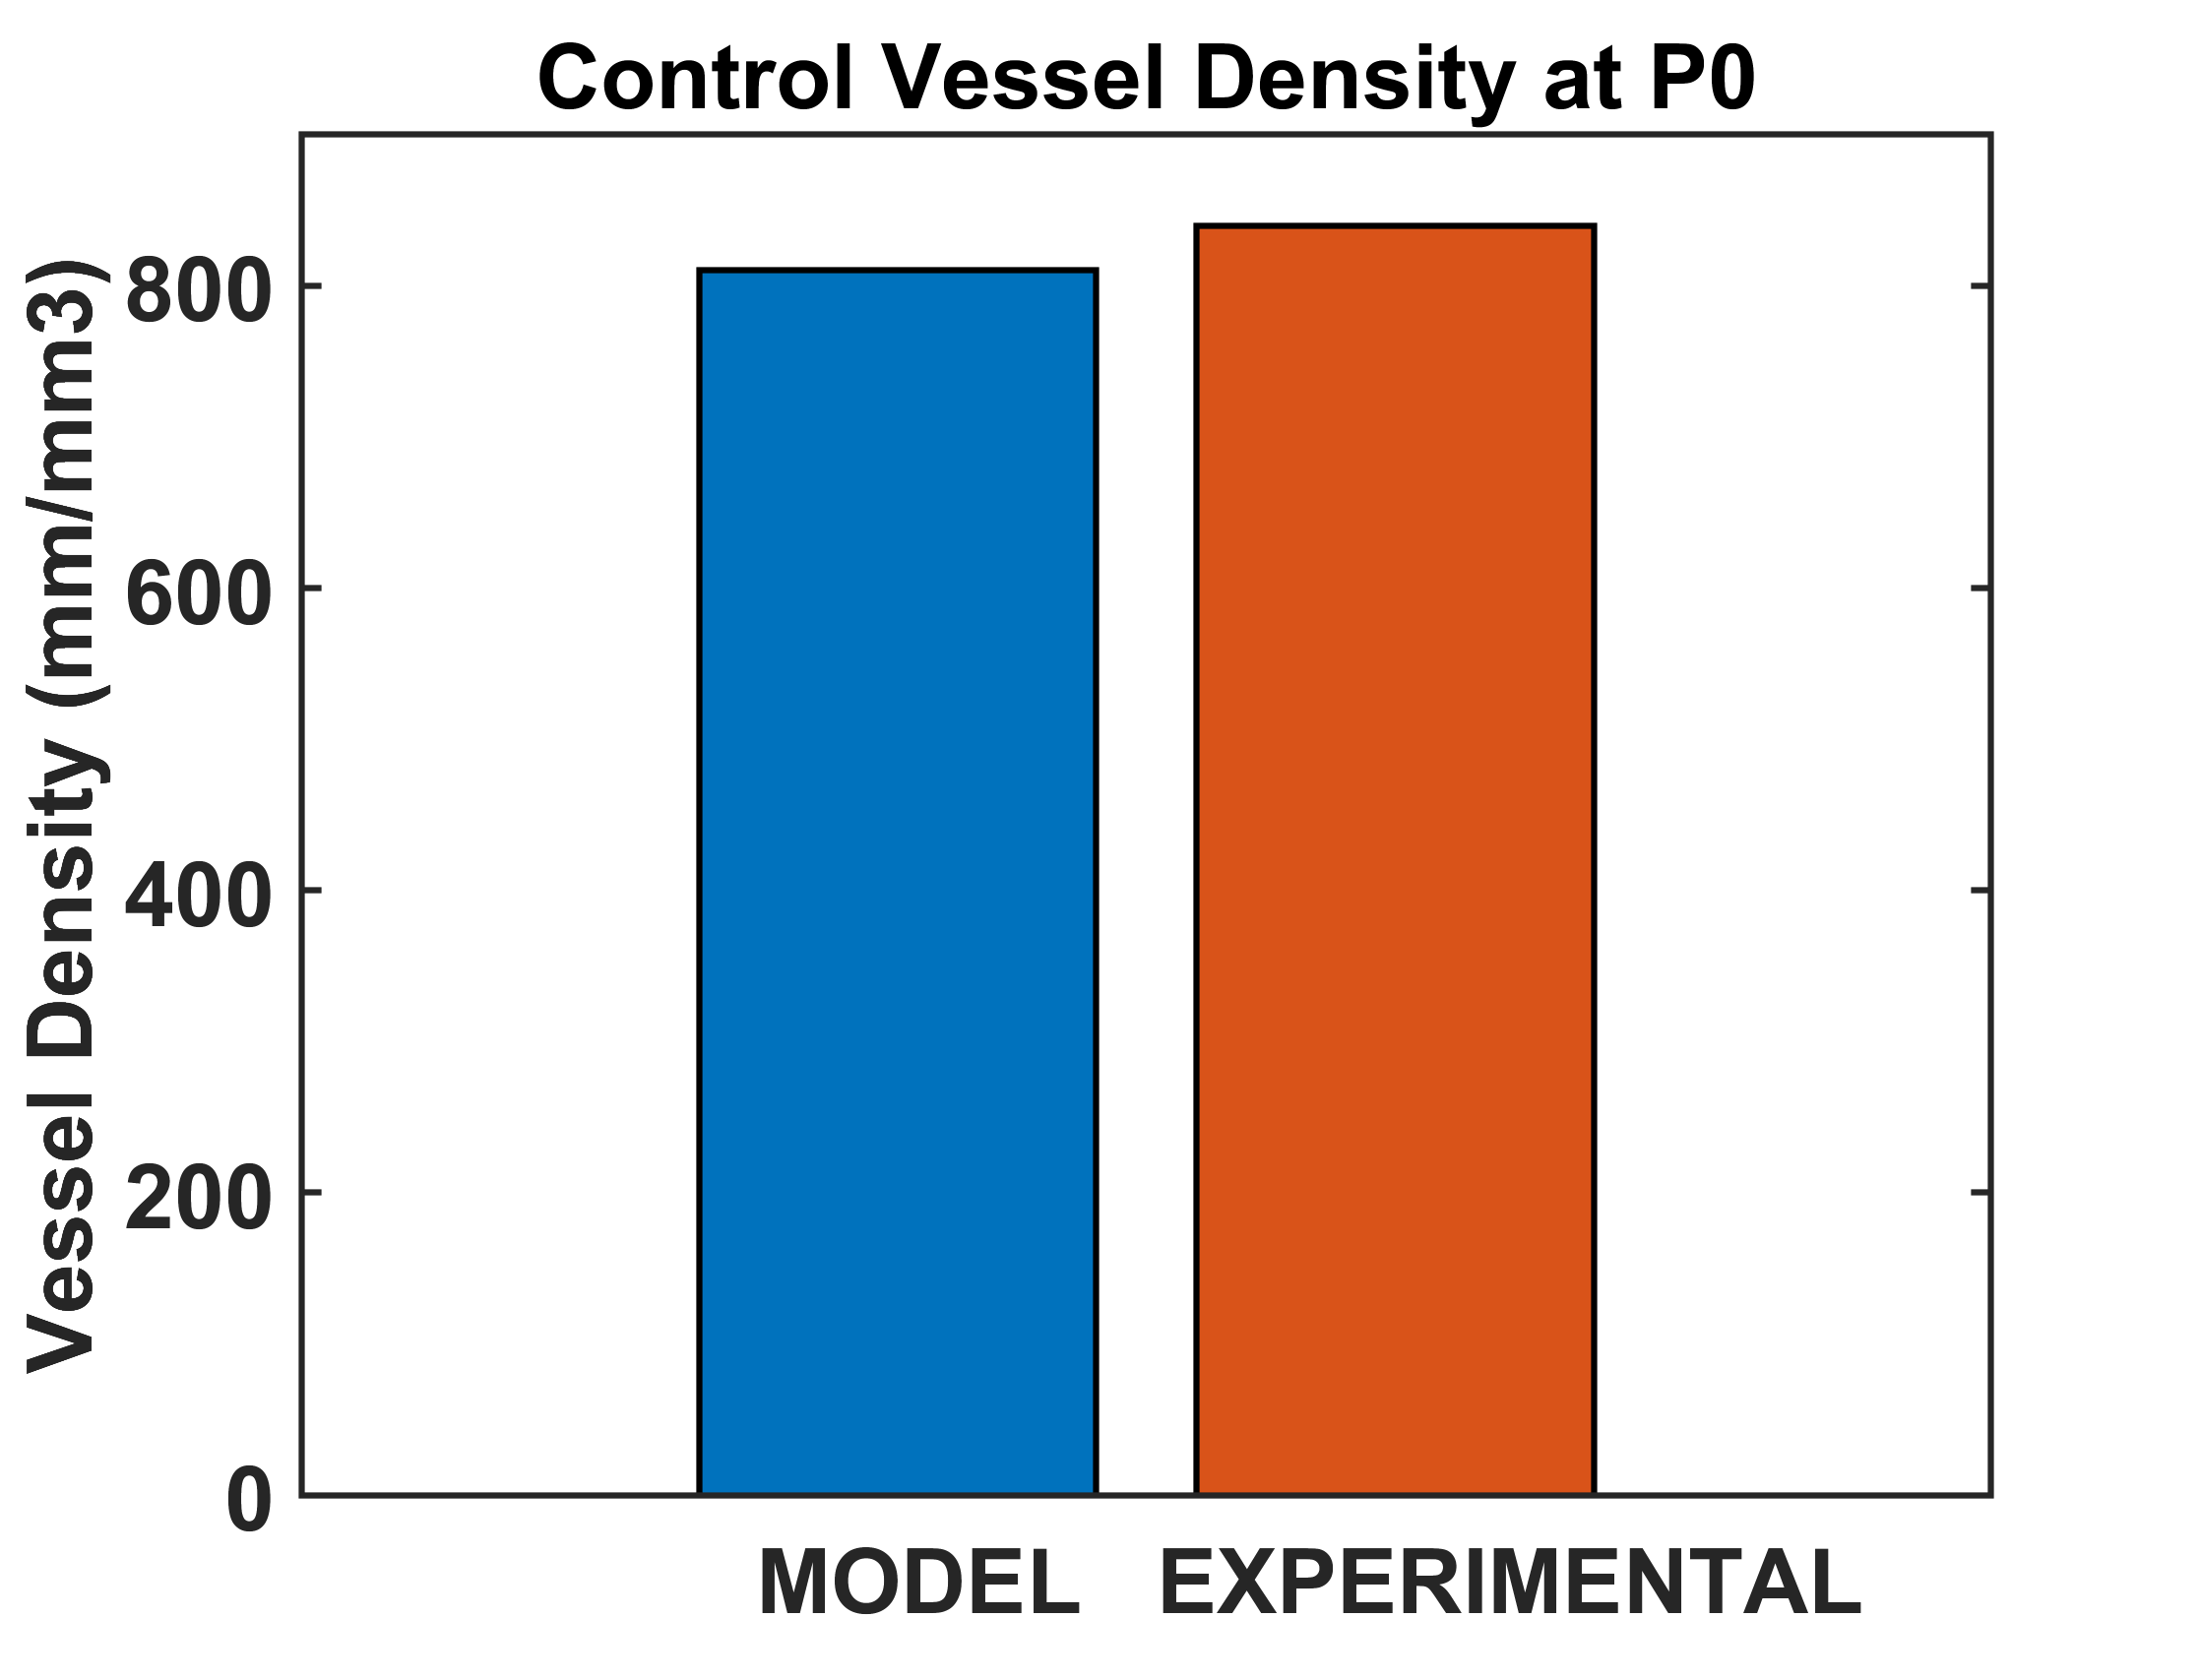 Control Vessel Density at P0
Vessel Density (mm/mm3)
800
600
400
200
0
MODEL EXPERIMENTAL